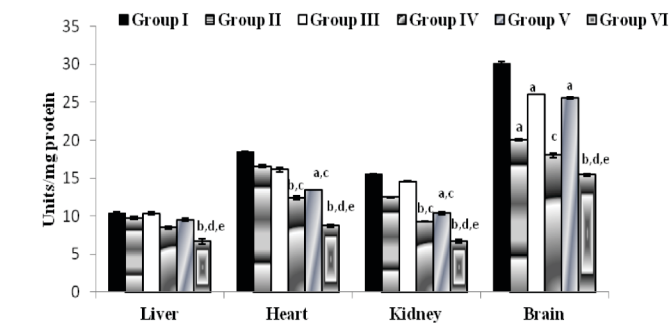 Group I Group II Group III Group IV Group V Group VI
Units/mg protein
35
30
25
20
15
10
5
0
b,d,e
b,c
a,c
b,d,e
b,c
a,c
b,d,e
a
a
c
a
b,d,e
Liver Heart Kidney Brain